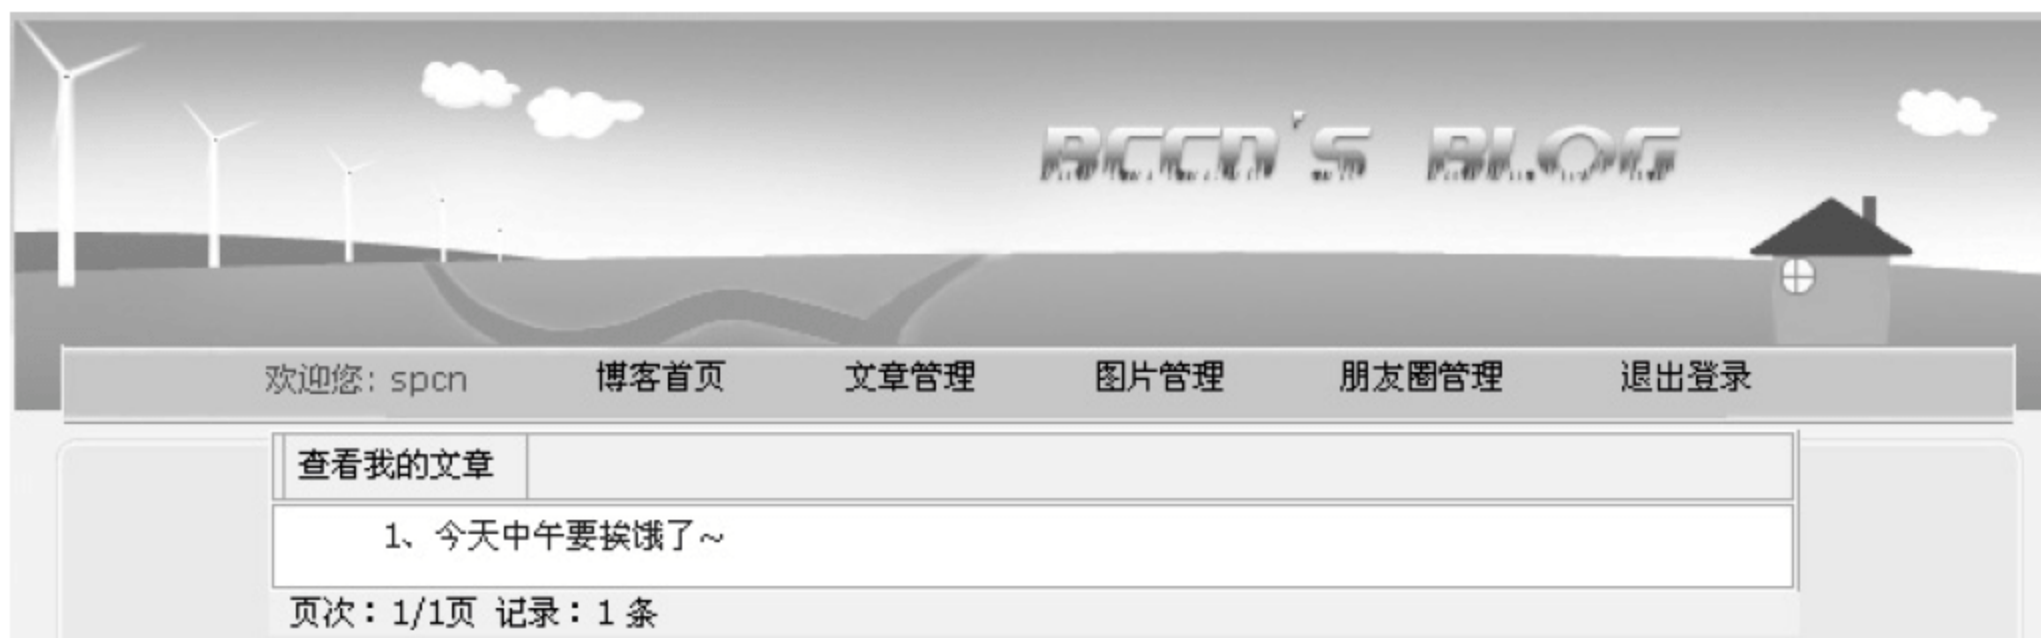 BCCD'S BLOG
欢迎您: spcn 博客首页 文章管理 图片管理 朋友圈管理 退出登录
查看我的文章
1、今天中午要挨饿了~
页次：1/1页 记录：1 条